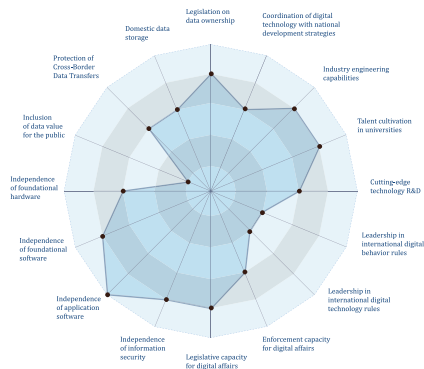 Legislation on
data ownership
Coordination of digital
technology with national
development strategies
Industry engineering
capabilities
Talent cultivation
in universities
Cutting-edge
technology R&D
Leadership in
international digital
behavior rules
Leadership in
international digital
technology rules
Enforcement capacity
for digital affairs
Legislative capacity
for digital affairs
Independence
of information
security
Independence
of application
software
Independence
of foundational
software
Independence
of foundational
hardware
Inclusion
of data value
for the public
Protection of
Cross-Border
Data Transfers
Domestic data
storage